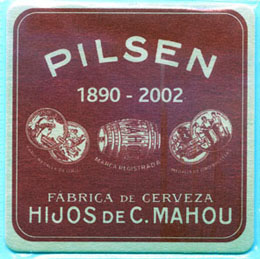 PILSEN
1890 - 2002
MARCA REGISTRADA
FÁBRICA DE CERVEZA
HIJOS DE C. MAHOU